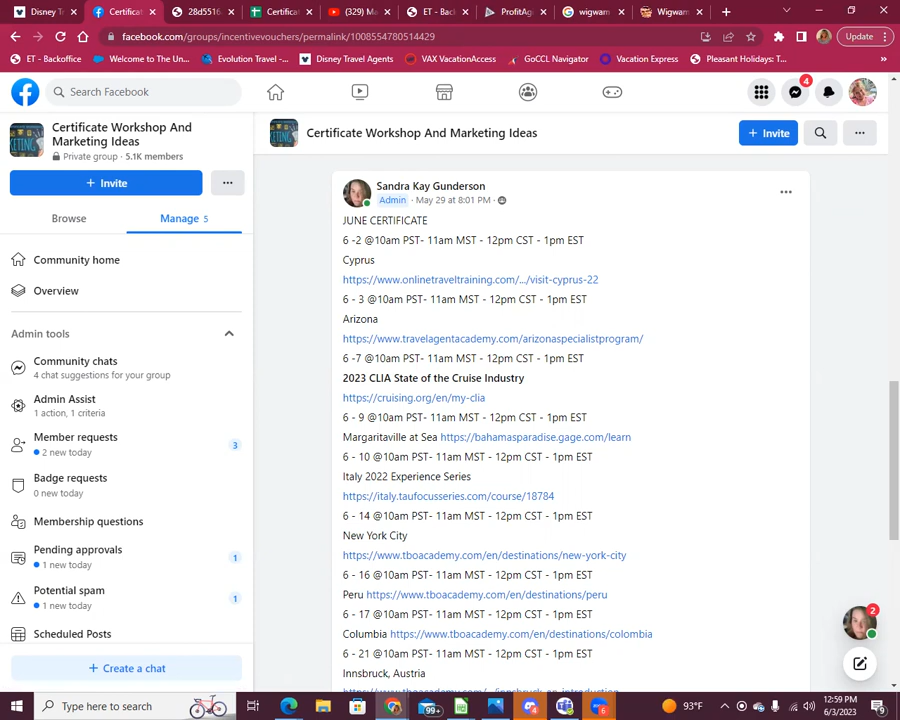 Disney Tr
Certificat
28d5516
Certificat
(329) Ma
ET - Back
ProfitAge
wigwam
Wigwam
facebook.com/groups/incentivevouchers/permalink/1008554780514429
Update
ET - Backoffice
Welcome to The Un...
Evolution Travel -...
Disney Travel Agents
VAX VacationAccess
GoCCL Navigator
Vacation Express
Pleasant Holidays: T...
Search Facebook
4
Certificate Workshop And
Marketing Ideas
Private group · 5.1K members
+ Invite
Browse
Manage 5
Community home
Overview
Admin tools
Community chats
4 chat suggestions for your group
Admin Assist
1 action, 1 criteria
Member requests
2 new today
3
Badge requests
0 new today
Membership questions
Pending approvals
1 new today
1
Potential spam
1 new today
1
Scheduled Posts
+ Create a chat
Certificate Workshop And Marketing Ideas
+ Invite
Sandra Kay Gunderson
Admin · May 29 at 8:01 PM ·
JUNE CERTIFICATE
6 -2 @10am PST- 11am MST - 12pm CST - 1pm EST
Cyprus
https://www.onlinetraveltraining.com/.../visit-cyprus-22
6 - 3 @10am PST- 11am MST - 12pm CST - 1pm EST
Arizona
https://www.travelagentacademy.com/arizonaspecialistprogram/
6 -7 @10am PST- 11am MST - 12pm CST - 1pm EST
2023 CLIA State of the Cruise Industry
https://cruising.org/en/my-clia
6 - 9 @10am PST- 11am MST - 12pm CST - 1pm EST
Margaritaville at Sea https://bahamasparadise.gage.com/learn
6 - 10 @10am PST- 11am MST - 12pm CST - 1pm EST
Italy 2022 Experience Series
https://italy.taufocusseries.com/course/18784
6 - 14 @10am PST- 11am MST - 12pm CST - 1pm EST
New York City
https://www.tboacademy.com/en/destinations/new-york-city
6 - 16 @10am PST- 11am MST - 12pm CST - 1pm EST
Peru https://www.tboacademy.com/en/destinations/peru
6 - 17 @10am PST- 11am MST - 12pm CST - 1pm EST
Columbia https://www.tboacademy.com/en/destinations/colombia
6 - 21 @10am PST- 11am MST - 12pm CST - 1pm EST
Innsbruck, Austria
2
Type here to search
99+
4
6
93°F
12:59 PM
6/3/2023
9